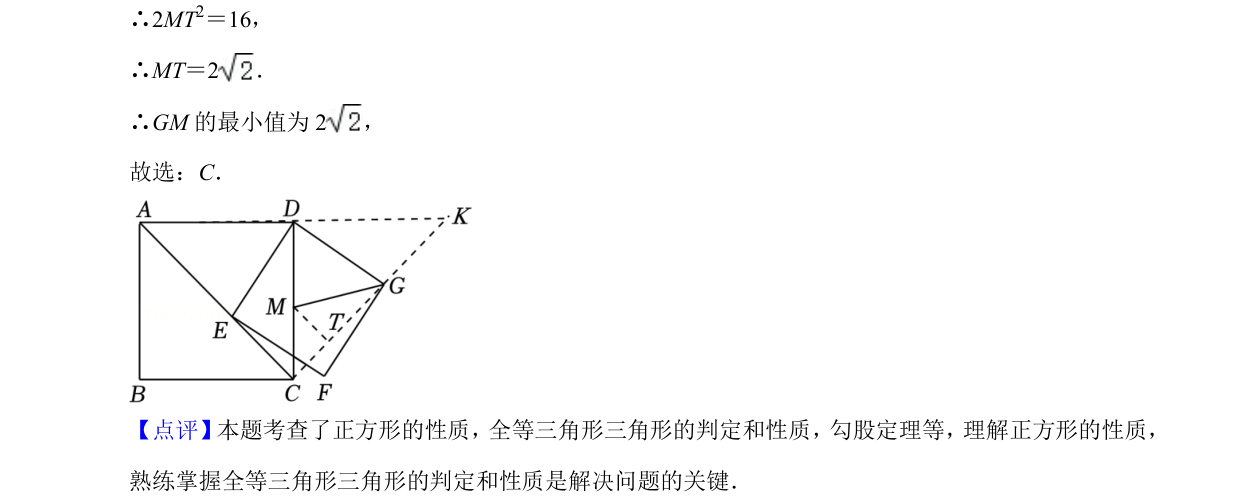 ∴2MT²＝16，
∴MT＝2√2．
∴GM 的最小值为 2√2，
故选：C．
A D K
M G
E T
B C F
【点评】本题考查了正方形的性质，全等三角形三角形的判定和性质，勾股定理等，理解正方形的性质，
熟练掌握全等三角形三角形的判定和性质是解决问题的关键．